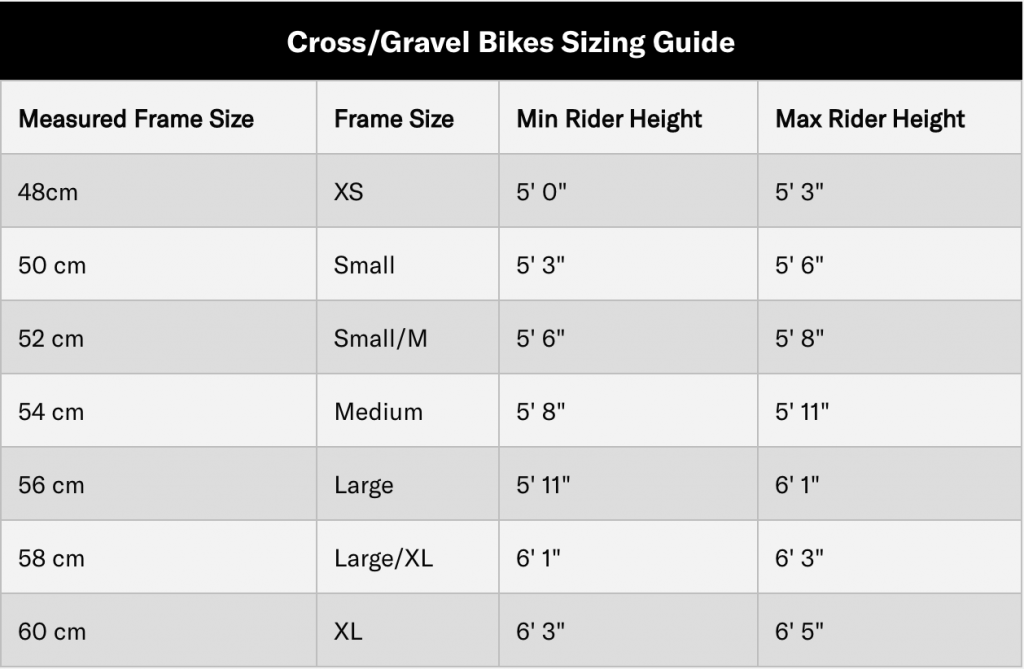 Cross/Gravel Bikes Sizing Guide
Measured Frame Size Frame Size Min Rider Height Max Rider Height
48cm XS 5' 0" 5' 3"
50 cm Small 5' 3" 5' 6"
52 cm Small/M 5' 6" 5' 8"
54 cm Medium 5' 8" 5' 11"
56 cm Large 5' 11" 6' 1"
58 cm Large/XL 6' 1" 6' 3"
60 cm XL 6' 3" 6' 5"